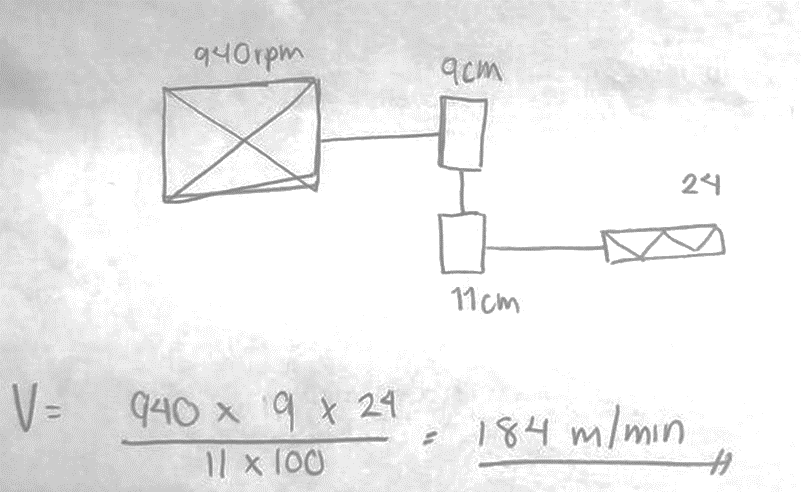 940rpm
9cm
24
11cm
V= 940 x 9 x 24 / 11 x 100 = 184 m/min